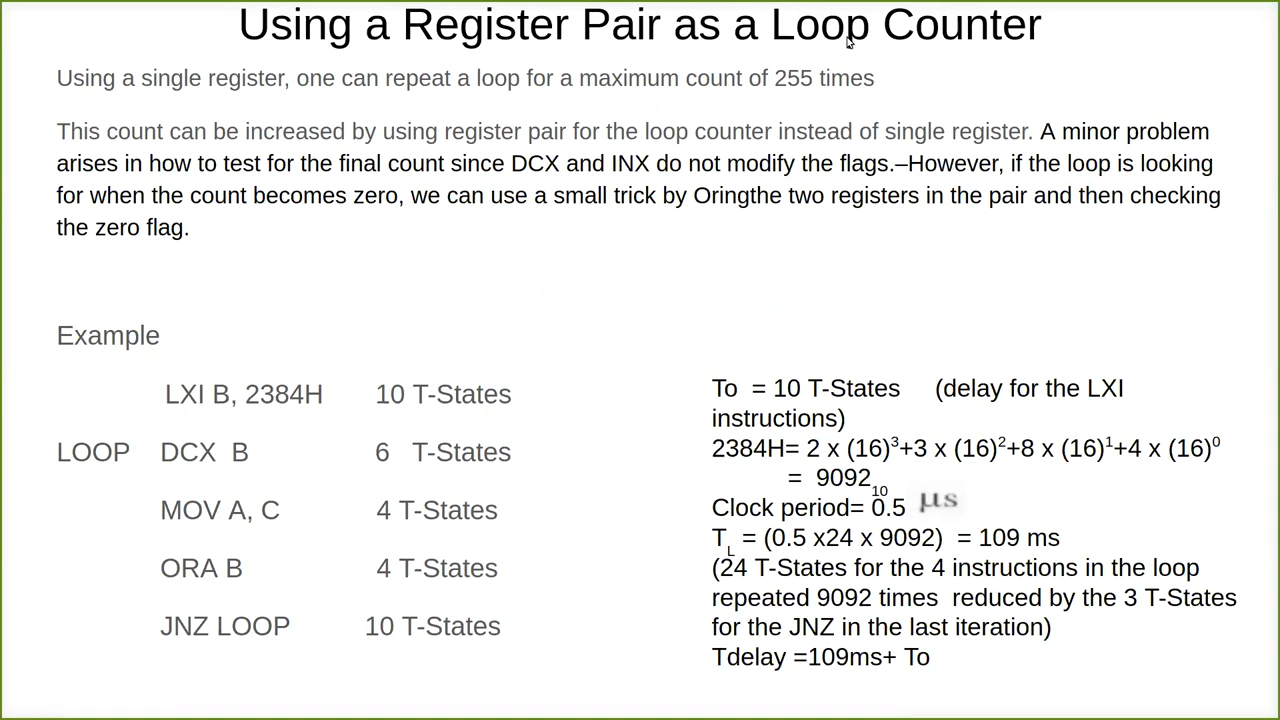 Using a Register Pair as a Loop Counter
Using a single register, one can repeat a loop for a maximum count of 255 times
This count can be increased by using register pair for the loop counter instead of single register. A minor problem
arises in how to test for the final count since DCX and INX do not modify the flags.–However, if the loop is looking
for when the count becomes zero, we can use a small trick by Oringthe two registers in the pair and then checking
the zero flag.
Example
LXI B, 2384H 10 T-States
LOOP DCX B 6 T-States
MOV A, C 4 T-States
ORA B 4 T-States
JNZ LOOP 10 T-States
To = 10 T-States (delay for the LXI
instructions)
2384H= 2 x (16)³+3 x (16)²+8 x (16)¹+4 x (16)⁰
= 9092₁₀
Clock period= 0.5 µs
T_L = (0.5 x24 x 9092) = 109 ms
(24 T-States for the 4 instructions in the loop
repeated 9092 times reduced by the 3 T-States
for the JNZ in the last iteration)
Tdelay =109ms+ To